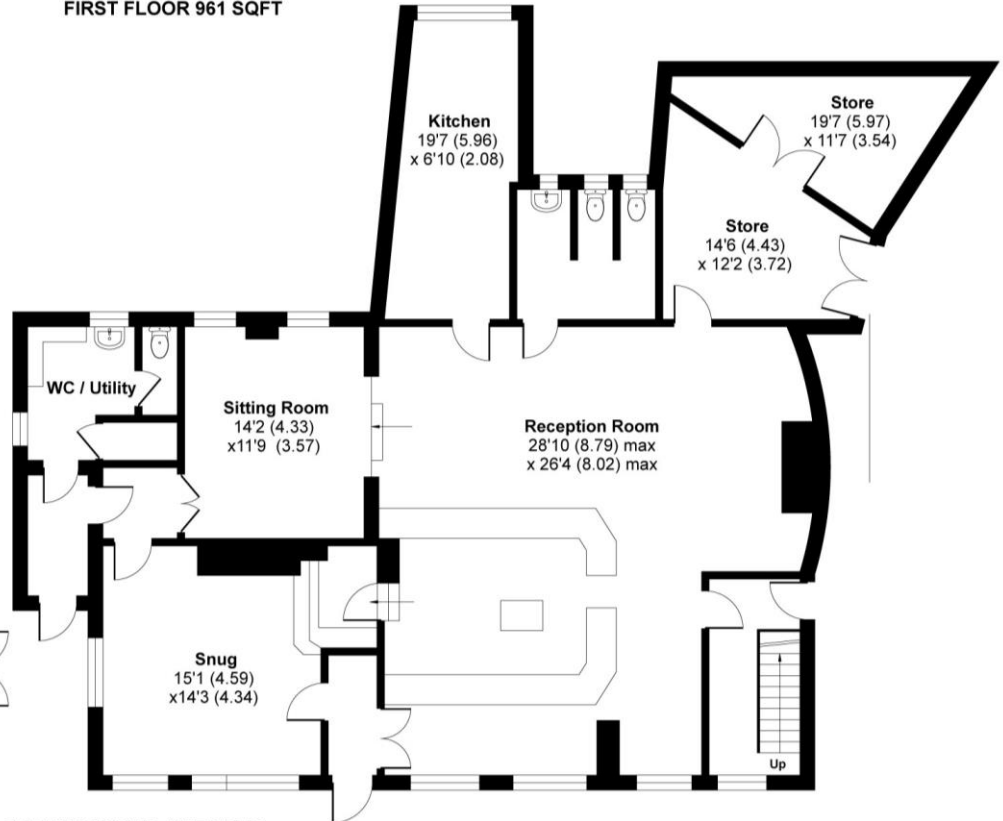 FIRST FLOOR 961 SQFT
Kitchen
19'7 (5.96)
x 6'10 (2.08)
Store
19'7 (5.97)
x 11'7 (3.54)
Store
14'6 (4.43)
x 12'2 (3.72)
WC / Utility
Sitting Room
14'2 (4.33)
x11'9 (3.57)
Reception Room
28'10 (8.79) max
x 26'4 (8.02) max
Snug
15'1 (4.59)
x14'3 (4.34)
Up